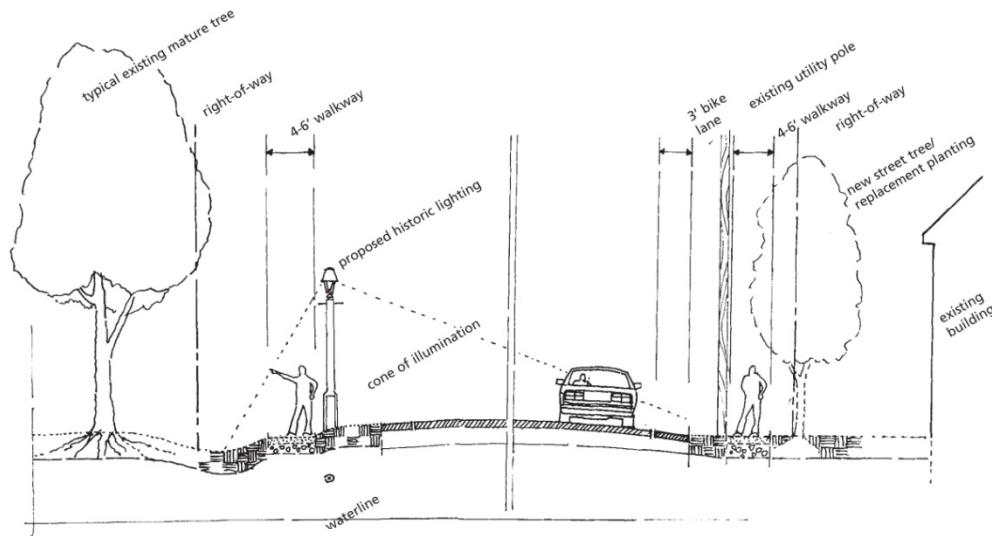 typical existing mature tree
right-of-way
4-6' walkway
proposed historic lighting
cone of illumination
3' bike
lane
existing utility pole
4-6' walkway
right-of-way
new street tree/
replacement planting
existing
building
waterline